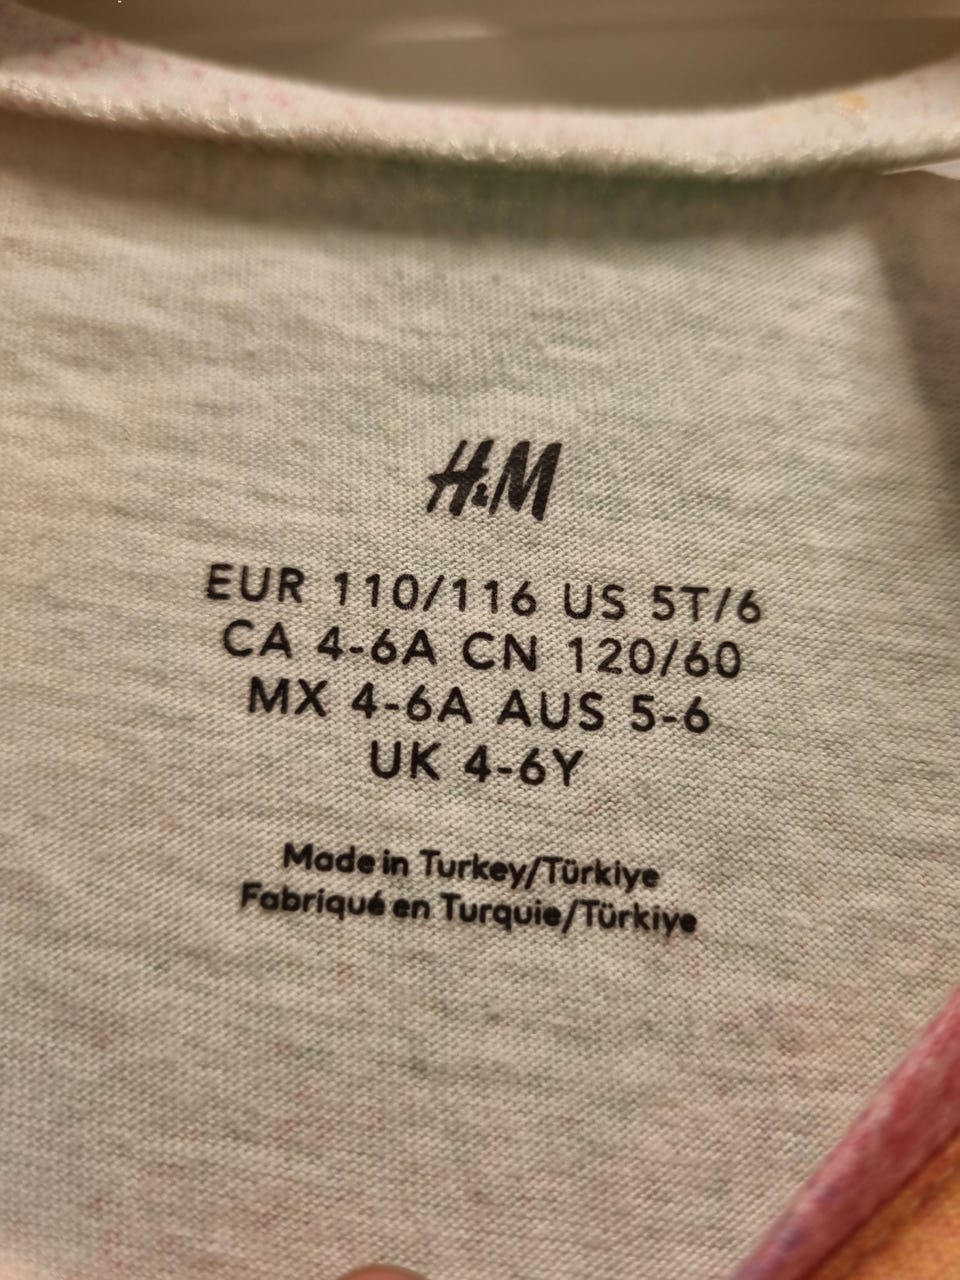 H&M
EUR 110/116 US 5T/6
CA 4-6A CN 120/60
MX 4-6A AUS 5-6
UK 4-6Y
Made in Turkey/Türkiye
Fabriqué en Turquie/Türkiye